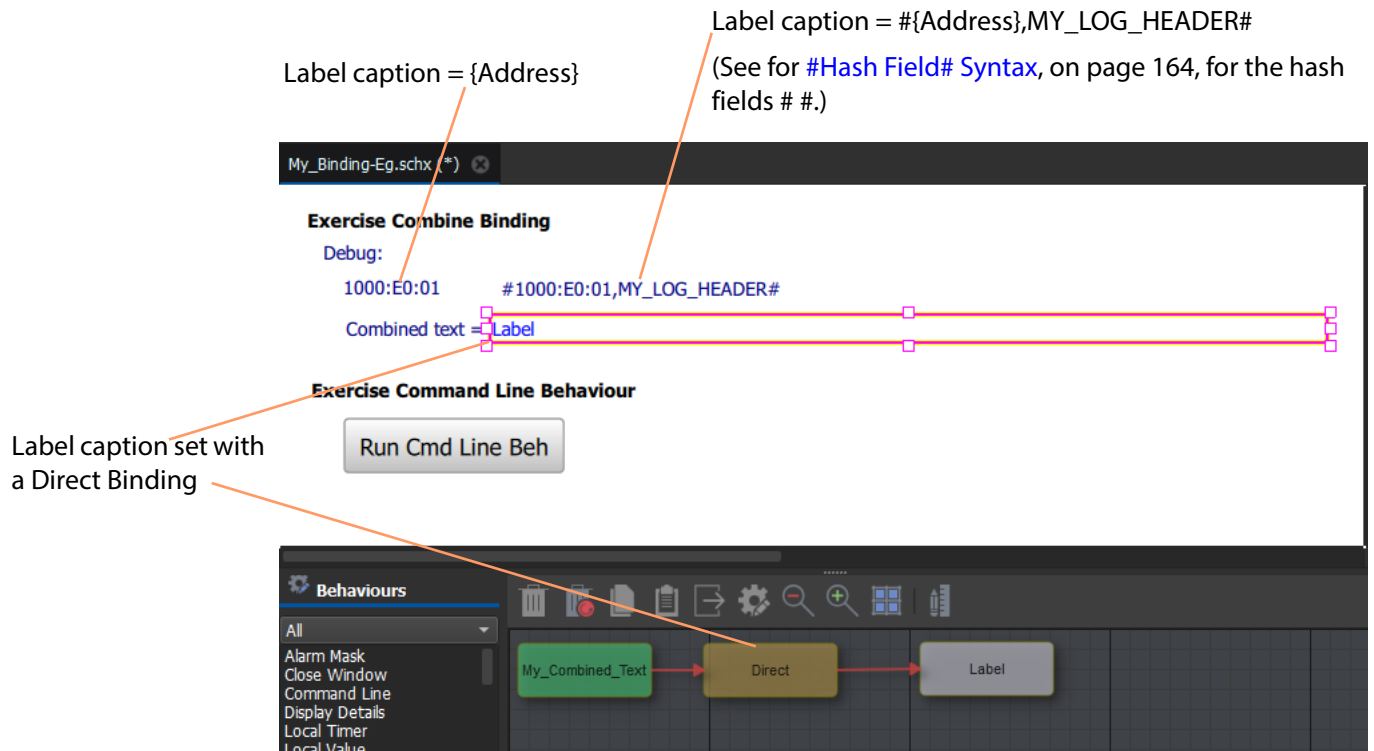 Label caption = #{Address},MY_LOG_HEADER#
Label caption = {Address}
(See for #Hash Field# Syntax, on page 164, for the hash
fields # #.)
My_Binding-Eg.schx (*)
Exercise Combine Binding
Debug:
1000:E0:01
#1000:E0:01,MY_LOG_HEADER#
Combined text = Label
Exercise Command Line Behaviour
Run Cmd Line Beh
Label caption set with
a Direct Binding
Behaviours
All
Alarm Mask
Close Window
Command Line
Display Details
Local Timer
Local Value
My_Combined_Text
Direct
Label